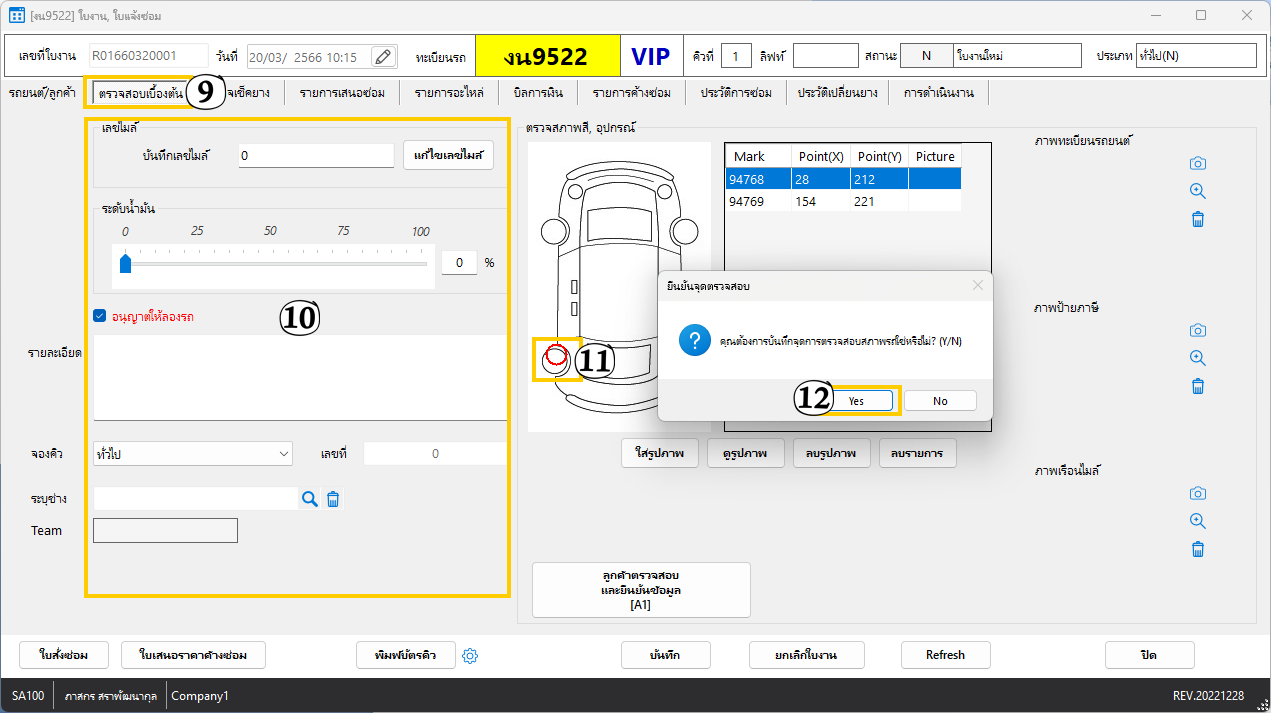 [งน9522] ใบงาน, ใบแจ้งซ่อม
เลขที่ใบงาน R01660320001 วันที่ 20/03/ 2566 10:15 ทะเบียนรถ งน9522 VIP คิวที่ 1 ลิฟท์ สถานะ N ใบงานใหม่ ประเภท ทั่วไป(N)
รถยนต์/ลูกค้า ตรวจสอบเบื้องต้น 9 จเช็คยาง รายการเสนอซ่อม รายการอะไหล่ บิลการเงิน รายการค้างซ่อม ประวัติการซ่อม ประวัติเปลี่ยนยาง การดำเนินงาน
เลขไมล์
บันทึกเลขไมล์ 0 แก้ไขเลขไมล์
ระดับน้ำมัน
0 25 50 75 100
0 %
อนุญาตให้ลองรถ
10
รายละเอียด
จองคิว ทั่วไป เลขที่ 0
ระบุช่าง
Team
ตรวจสภาพสี, อุปกรณ์
Mark Point(X) Point(Y) Picture
94768 28 212
94769 154 221
11
ยืนยันจุดตรวจสอบ
คุณต้องการบันทึกจุดการตรวจสอบสภาพรถใช่หรือไม่? (Y/N)
12 Yes No
ใส่รูปภาพ ดูรูปภาพ ลบรูปภาพ ลบรายการ
ลูกค้าตรวจสอบ
และยืนยันข้อมูล
[A1]
ภาพทะเบียนรถยนต์
ภาพป้ายภาษี
ภาพเรือนไมล์
ใบสั่งซ่อม ใบเสนอราคาค้างซ่อม พิมพ์บัตรคิว บันทึก ยกเลิกใบงาน Refresh ปิด
SA100 ภาสกร สราพัฒนากุล Company1 REV.20221228